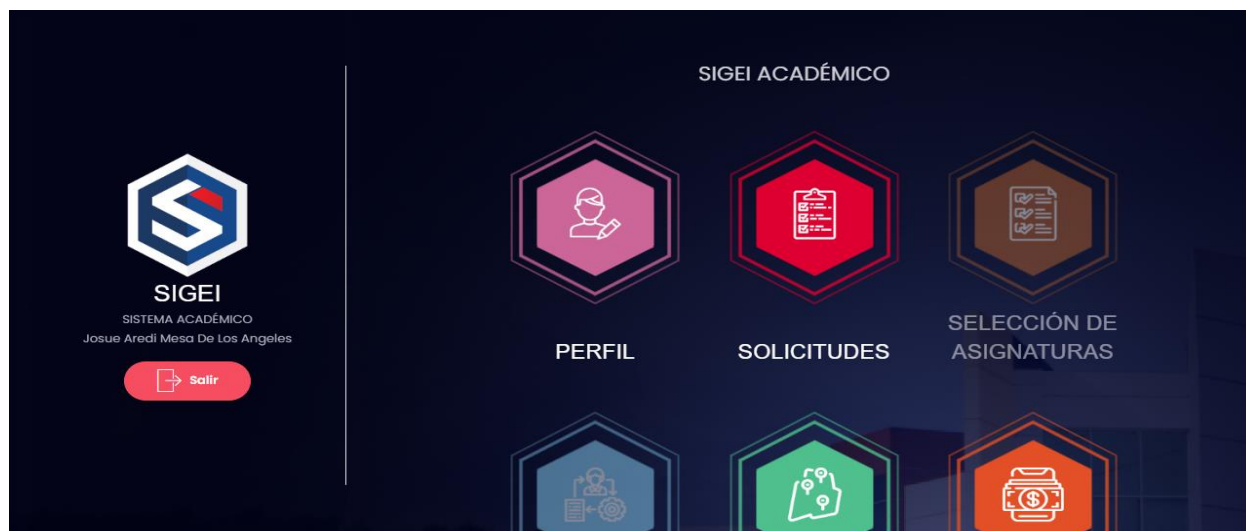 SIGEI ACADÉMICO
SIGEI
SISTEMA ACADÉMICO
Josue Aredi Mesa De Los Angeles
Salir
PERFIL
SOLICITUDES
SELECCIÓN DE
ASIGNATURAS